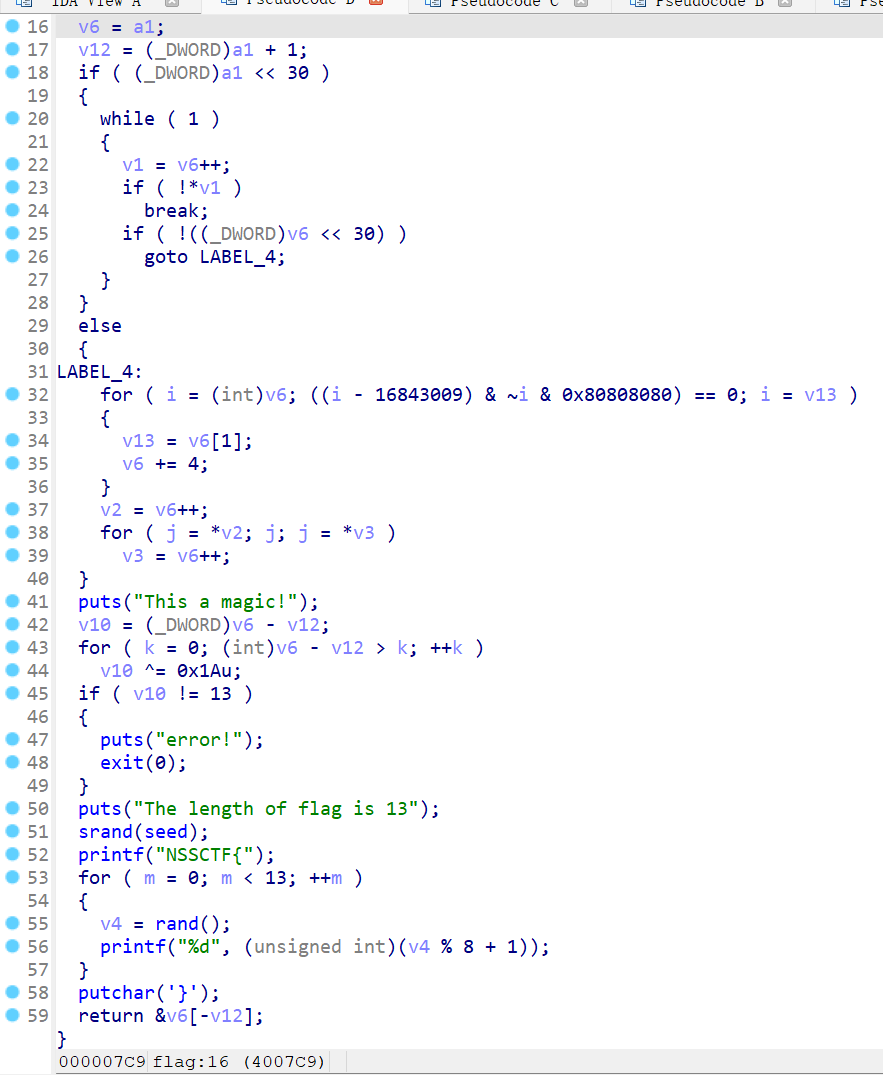 IDA View A Pseudocode D Pseudocode C Pseudocode B
16 v6 = a1;
17 v12 = (_DWORD)a1 + 1;
18 if ( (_DWORD)a1 << 30 )
19 {
20 while ( 1 )
21 {
22 v1 = v6++;
23 if ( !*v1 )
24 break;
25 if ( !((_DWORD)v6 << 30) )
26 goto LABEL_4;
27 }
28 }
29 else
30 {
31 LABEL_4:
32 for ( i = (int)v6; ((i - 16843009) & ~i & 0x80808080) == 0; i = v13 )
33 {
34 v13 = v6[1];
35 v6 += 4;
36 }
37 v2 = v6++;
38 for ( j = *v2; j; j = *v3 )
39 v3 = v6++;
40 }
41 puts("This a magic!");
42 v10 = (_DWORD)v6 - v12;
43 for ( k = 0; (int)v6 - v12 > k; ++k )
44 v10 ^= 0x1Au;
45 if ( v10 != 13 )
46 {
47 puts("error!");
48 exit(0);
49 }
50 puts("The length of flag is 13");
51 srand(seed);
52 printf("NSSCTF{");
53 for ( m = 0; m < 13; ++m )
54 {
55 v4 = rand();
56 printf("%d", (unsigned int)(v4 % 8 + 1));
57 }
58 putchar('}');
59 return &v6[-v12];
}
000007C9 flag:16 (4007C9)